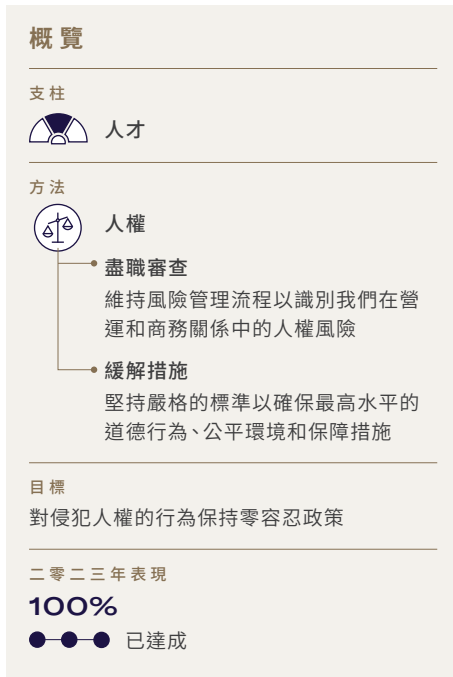 概覽
支柱
人才
方法
人權
盡職審查
維持風險管理流程以識別我們在營
運和商務關係中的人權風險
緩解措施
堅持嚴格的標準以確保最高水平的
道德行為、公平環境和保障措施
目標
對侵犯人權的行為保持零容忍政策
二零二三年表現
100%
已達成